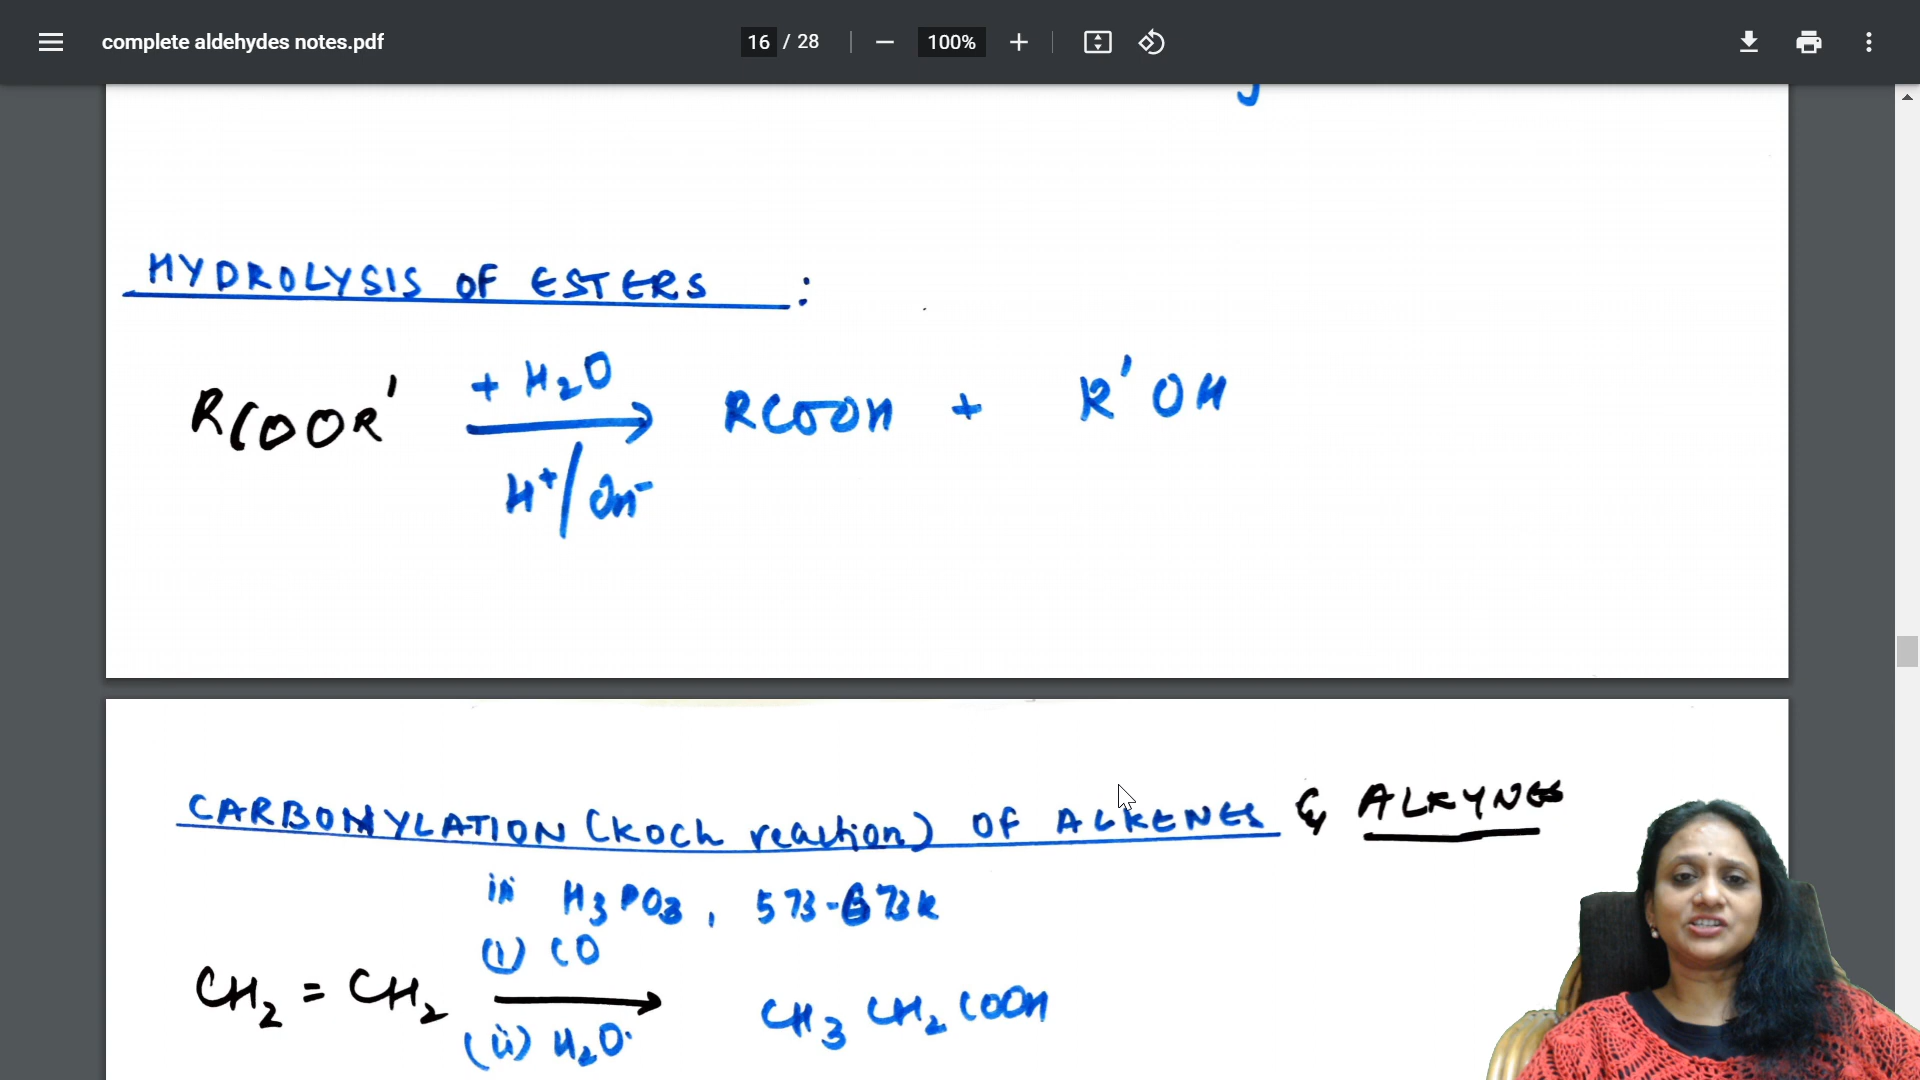 complete aldehydes notes.pdf
16 / 28
100%
HYDROLYSIS OF ESTERS :
RCOOR' + H2O H+/OH- RCOOH + R'OH
CARBONYLATION (KOCH reaction) OF ALKENES & ALKYNES
in H3PO3, 573-673K
(i) CO
CH2 = CH2 CH3 CH2 COOH
(ii) H2O.